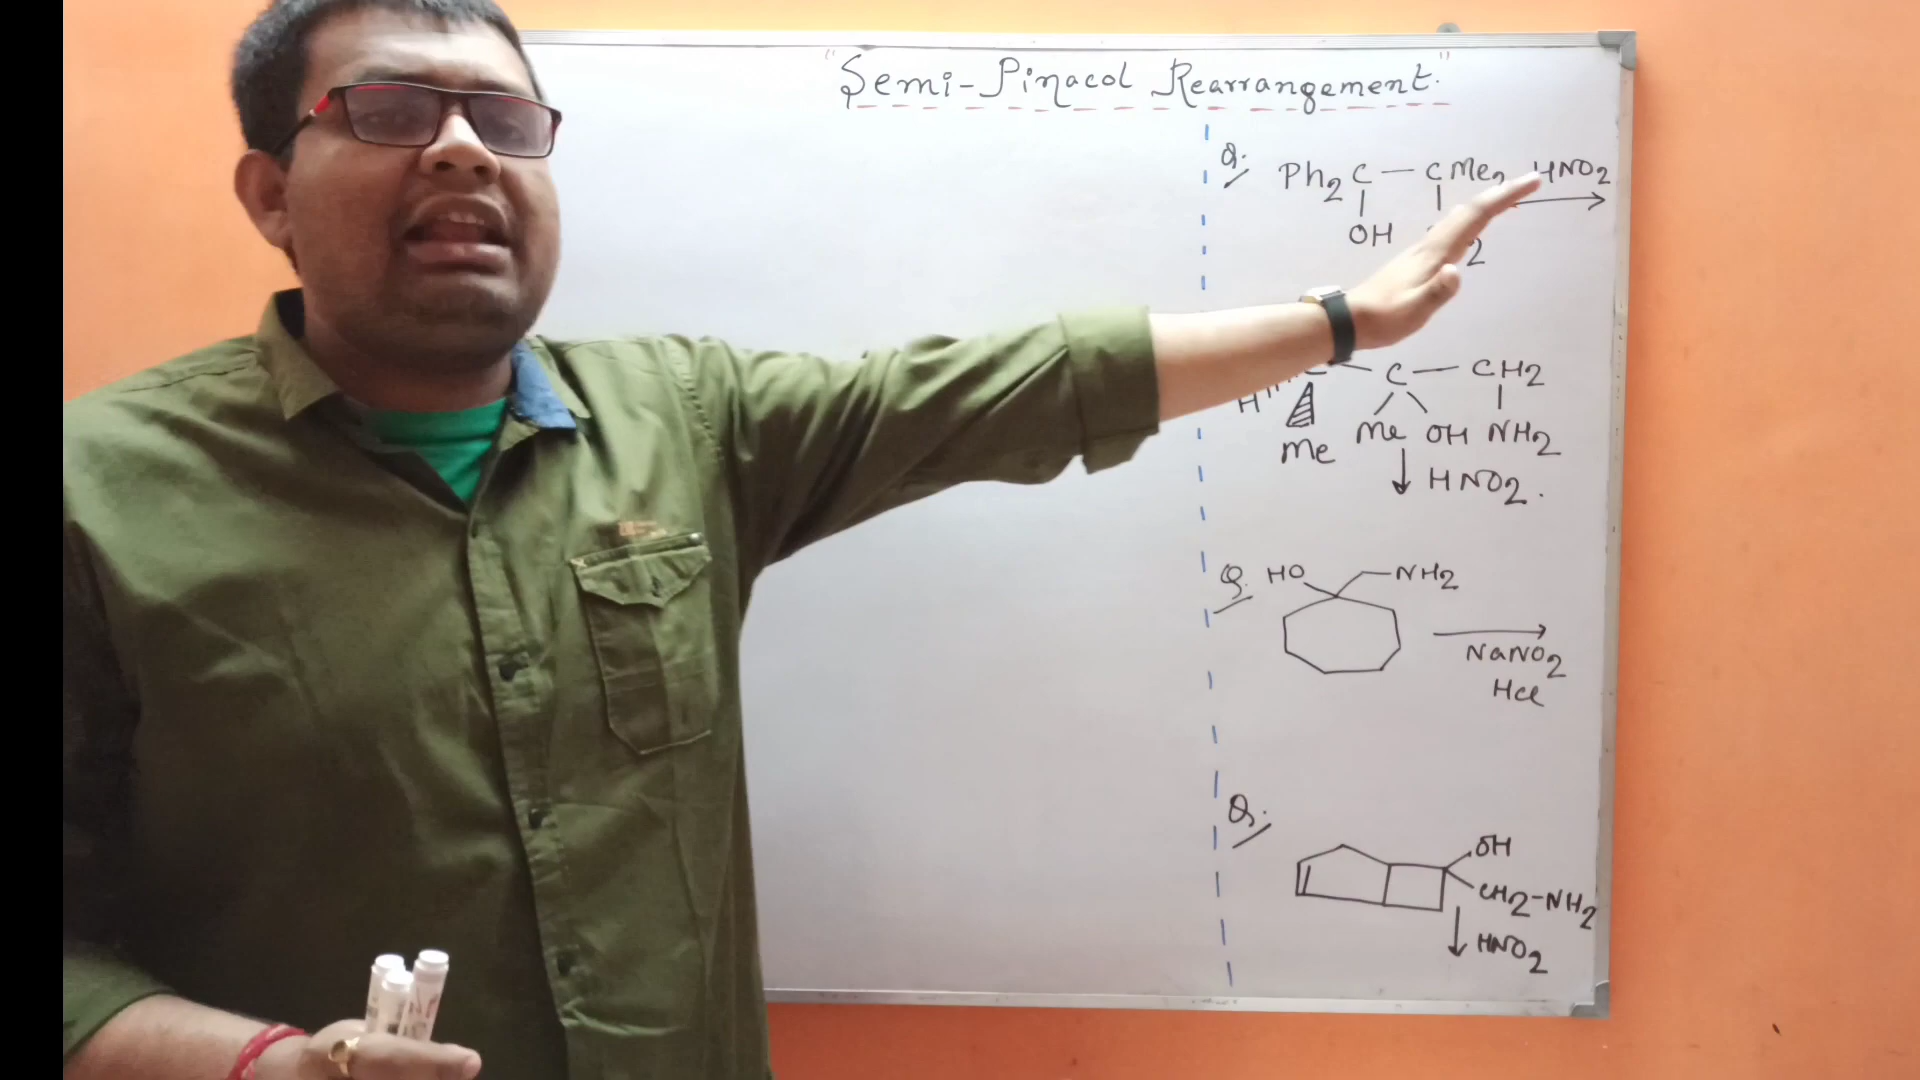 "Semi-Pinacol Rearrangement."
Q. Ph2C — CMe2 HNO2
OH
2
H C — C — CH2
Me Me OH NH2
HNO2.
Q. HO NH2
NaNO2
HCl
Q.
OH
CH2-NH2
HNO2